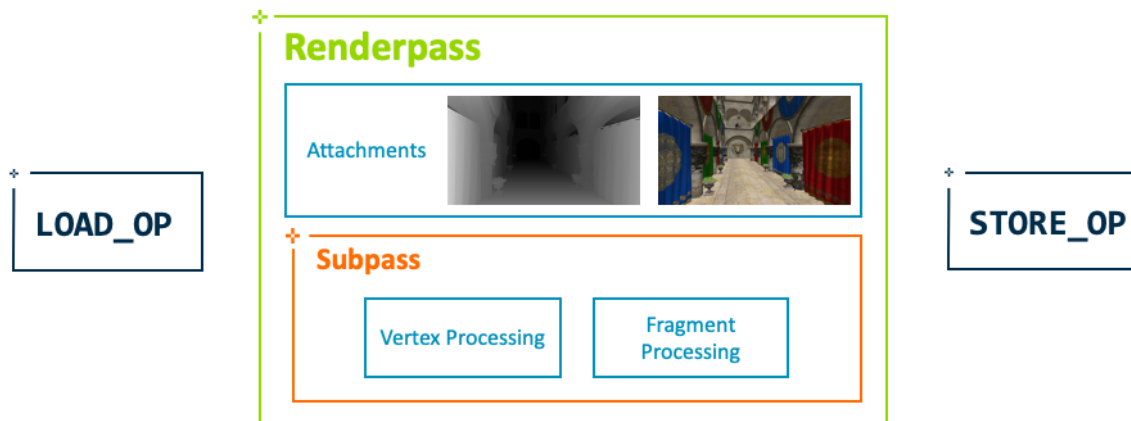 Renderpass
Attachments
LOAD_OP
STORE_OP
Subpass
Vertex Processing
Fragment
Processing